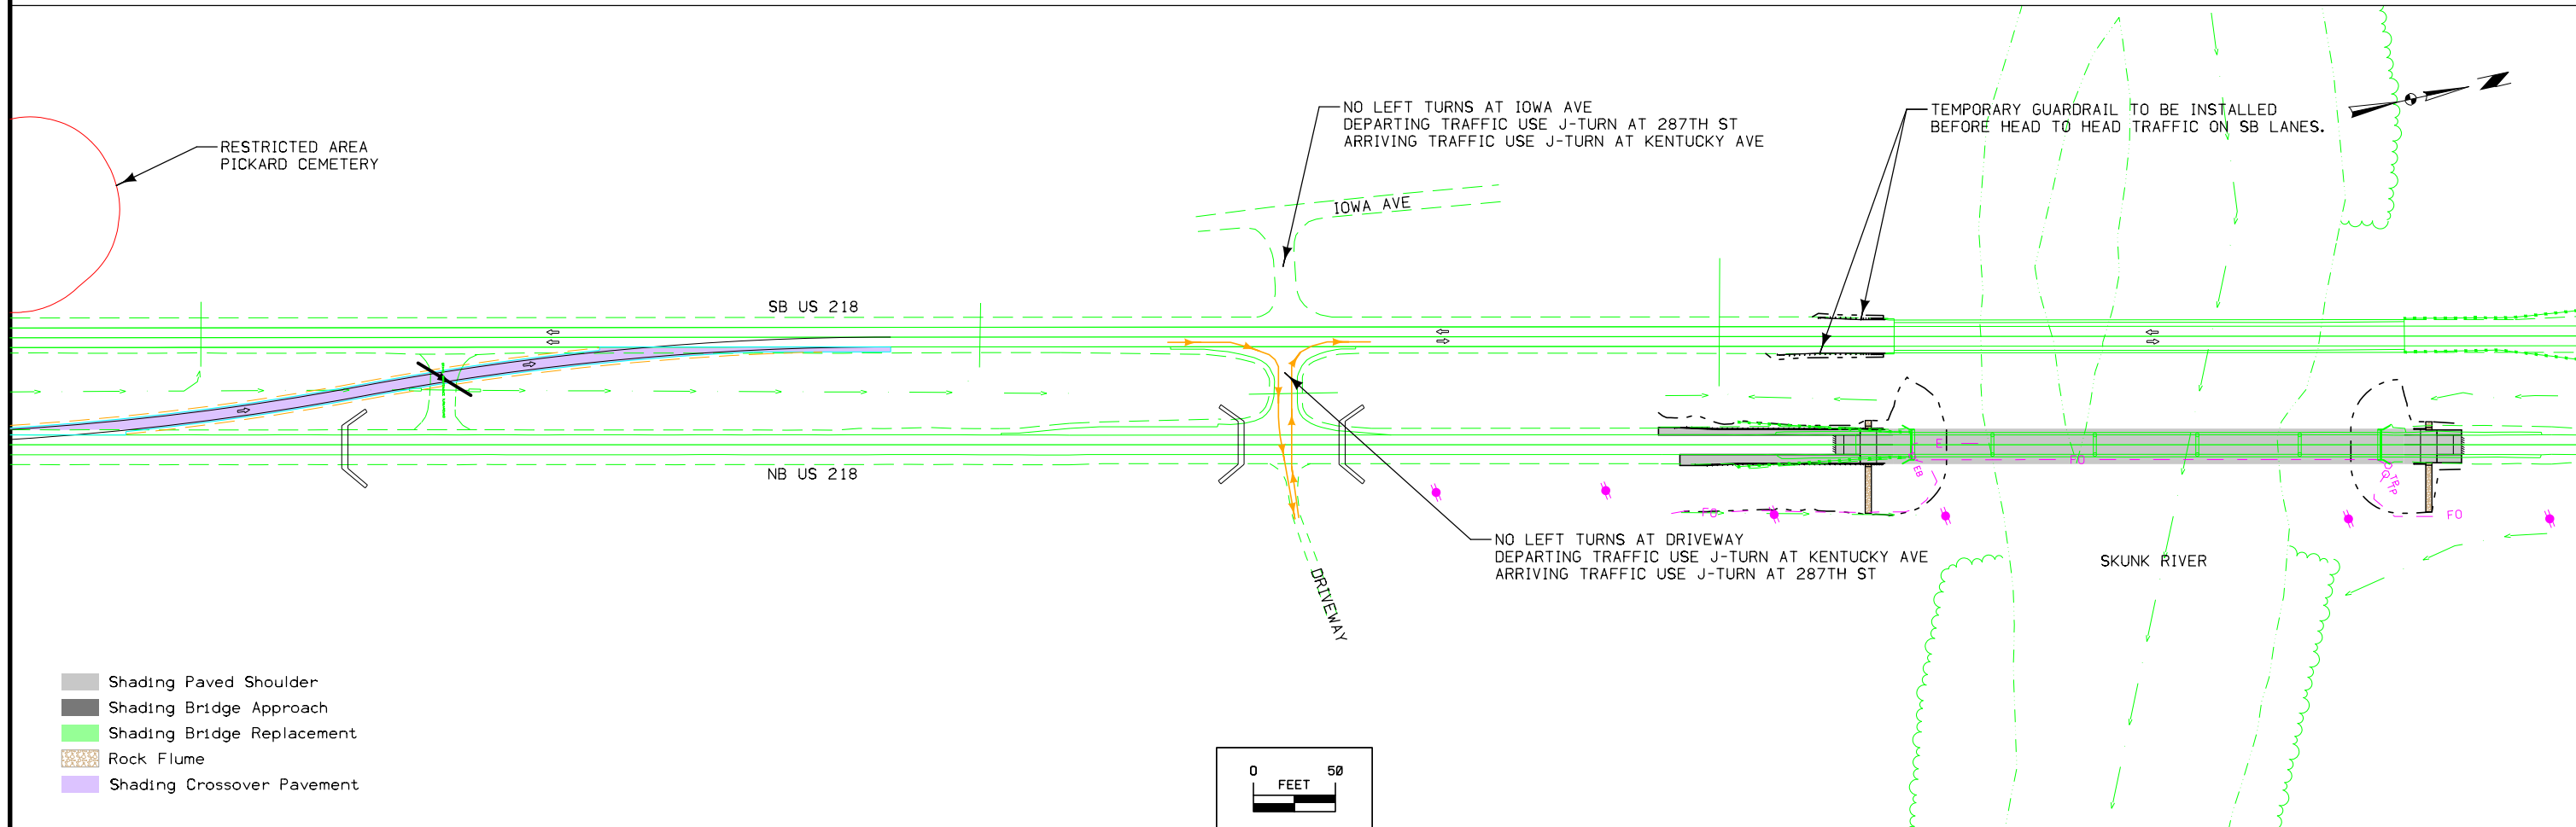 RESTRICTED AREA
PICKARD CEMETERY
NO LEFT TURNS AT IOWA AVE
DEPARTING TRAFFIC USE J-TURN AT 287TH ST
ARRIVING TRAFFIC USE J-TURN AT KENTUCKY AVE
TEMPORARY GUARDRAIL TO BE INSTALLED
BEFORE HEAD TO HEAD TRAFFIC ON SB LANES.
IOWA AVE
SB US 218
NB US 218
E
FO
EB
TB
TP
FO
FO
NO LEFT TURNS AT DRIVEWAY
DEPARTING TRAFFIC USE J-TURN AT KENTUCKY AVE
ARRIVING TRAFFIC USE J-TURN AT 287TH ST
SKUNK RIVER
DRIVEWAY
Shading Paved Shoulder
Shading Bridge Approach
Shading Bridge Replacement
Rock Flume
Shading Crossover Pavement
0 50
FEET